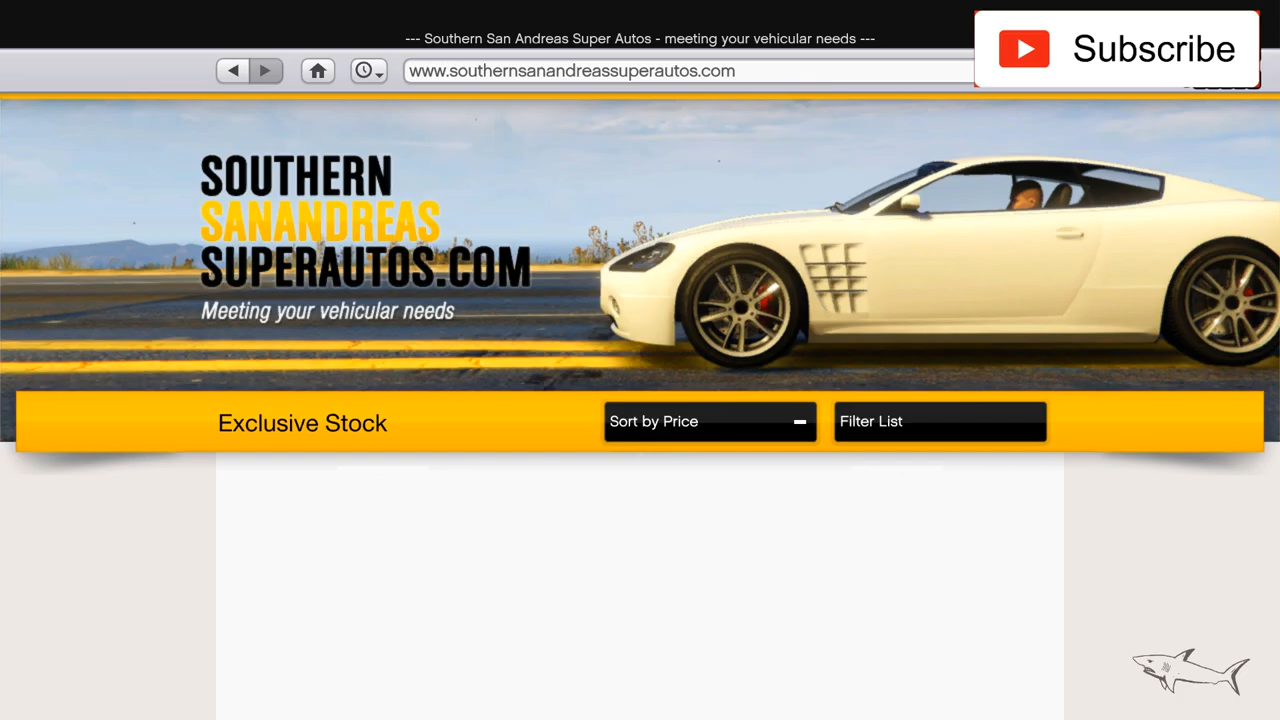 --- Southern San Andreas Super Autos - meeting your vehicular needs ---
Subscribe
www.southernsanandreassuperautos.com
SOUTHERN
SANANDREAS
SUPERAUTOS.COM
Meeting your vehicular needs
Exclusive Stock
Sort by Price
Filter List